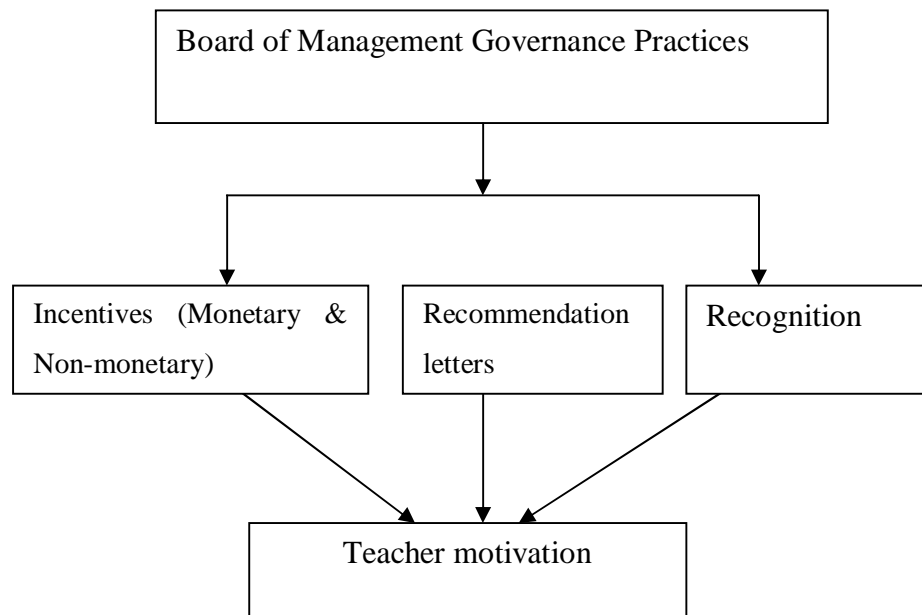 Board of Management Governance Practices
Incentives (Monetary &
Non-monetary)
Recommendation
letters
Recognition
Teacher motivation